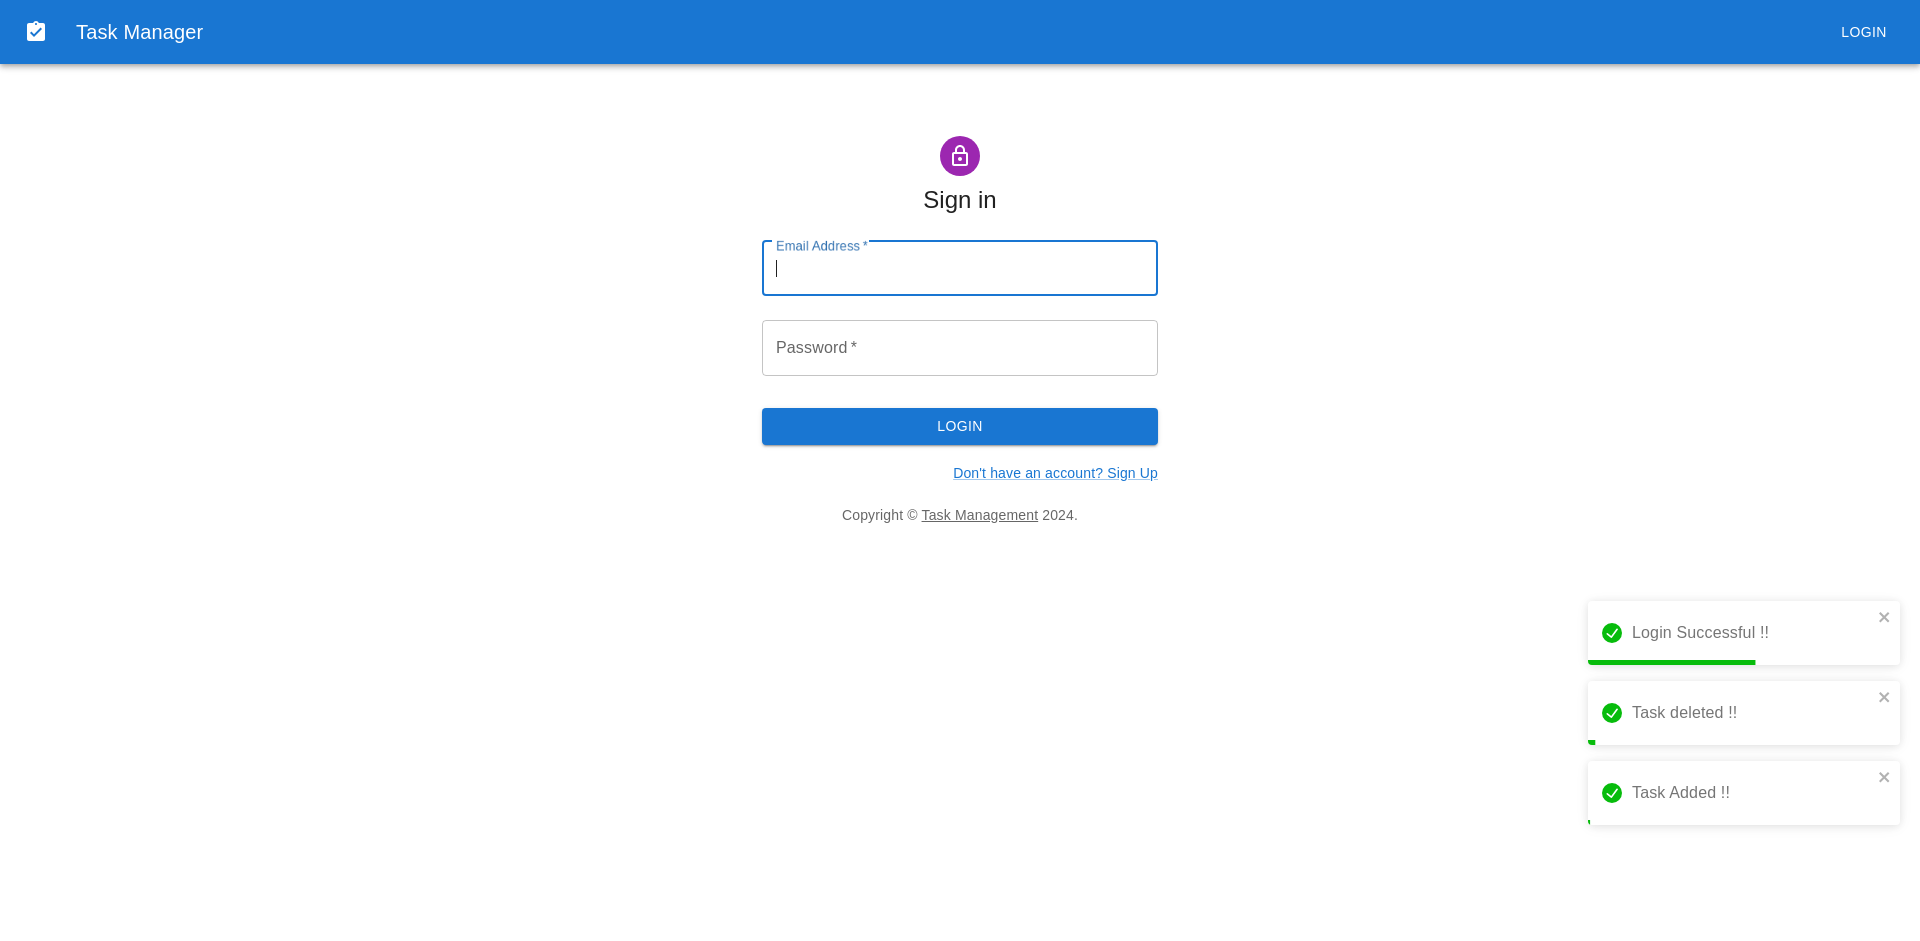 Task Manager
LOGIN
Sign in
Email Address *
Password *
LOGIN
Don't have an account? Sign Up
Copyright © Task Management 2024.
Login Successful !!
Task deleted !!
Task Added !!